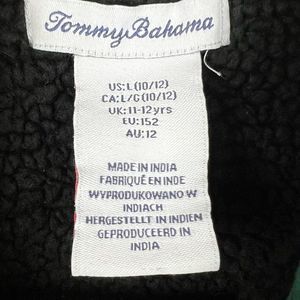 Tommy Bahama
US:L(10/12)
CA:L/G(10/12)
UK:11-12yrs
EU:152
AU:12
MADE IN INDIA
FABRIQUÉ EN INDE
WYPRODUKOWANO W
INDIACH
HERGESTELLT IN INDIEN
GEPRODUCEERD IN
INDIA